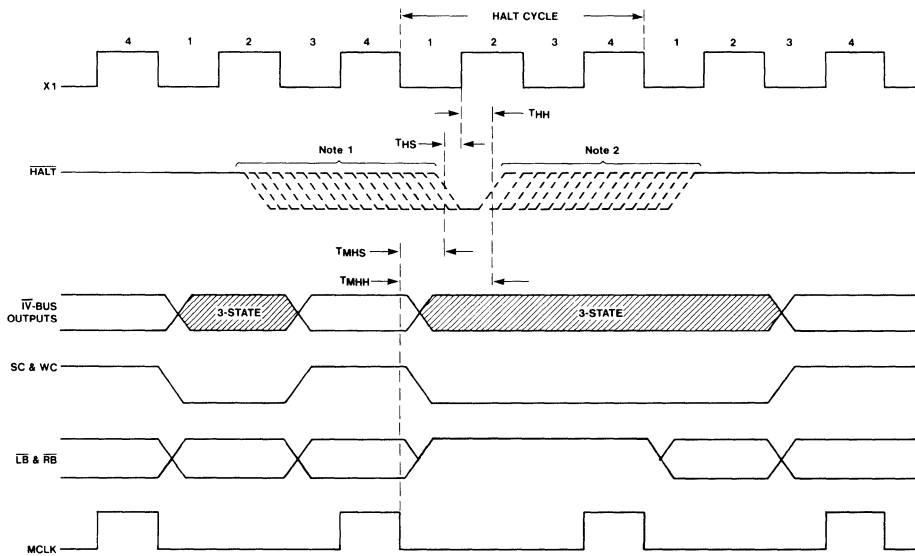 HALT CYCLE
4 1 2 3 4 1 2 3 4 1 2 3 4
X1
THH
THS
Note 1 Note 2
HALT
TMHS
TMHH
IV-BUS
OUTPUTS
3-STATE 3-STATE
SC & WC
LB & RB
MCLK